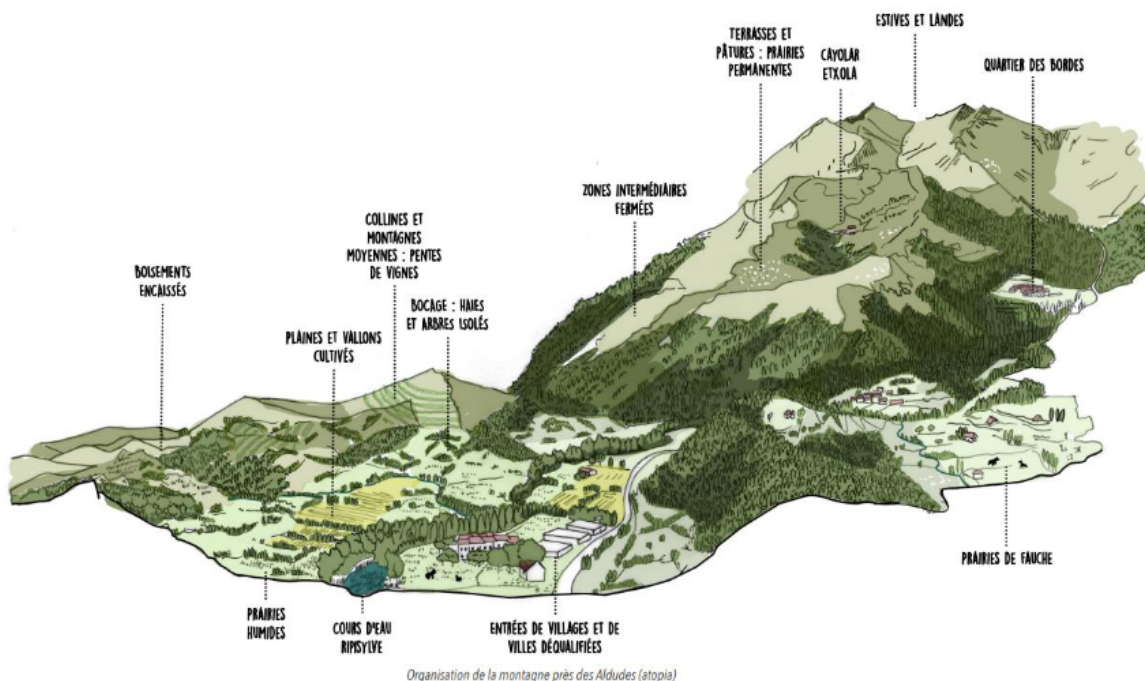 ESTIVES ET LANDES
TERRASSES ET
PÂTURES : PRAIRIES
PERMANENTES
CAYOLAR
ETXOLA
QUARTIER DES BORDES
ZONES INTERMÉDIAIRES
FERMÉES
COLLINES ET
MONTAGNES
MOYENNES : PENTES
DE VIGNES
BOISEMENTS
ENCAISSÉS
BOCAGE : HAIES
ET ARBRES ISOLÉS
PLAINES ET VALLONS
CULTIVÉS
PRAIRIES DE FAUCHE
PRAIRIES
HUMIDES
COURS D'EAU
RIPISYLVE
ENTRÉES DE VILLAGES ET DE
VILLES DÉQUALIFIÉES
Organisation de la montagne près des Aldudes (atopia)